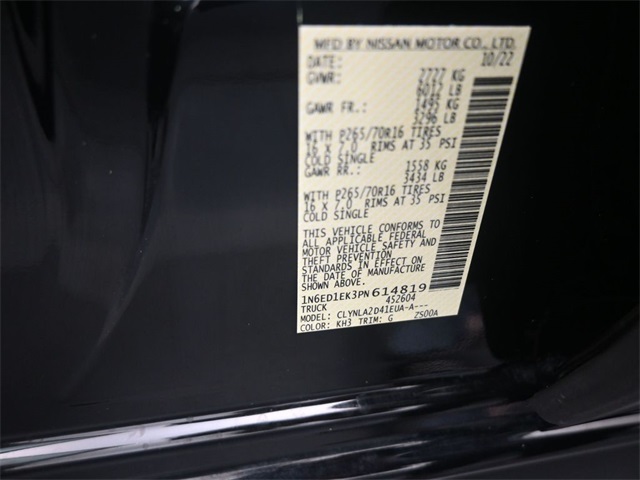 MFD BY NISSAN MOTOR CO., LTD.
DATE: 10/22
GVWR: 2727 KG
6012 LB
GAWR FR.: 1495 KG
3296 LB
WITH P265/70R16 TIRES
16 X 7.0 RIMS AT 35 PSI
COLD SINGLE
GAWR RR.: 1558 KG
3434 LB
WITH P265/70R16 TIRES
16 X 7.0 RIMS AT 35 PSI
COLD SINGLE
THIS VEHICLE CONFORMS TO
ALL APPLICABLE FEDERAL
MOTOR VEHICLE SAFETY AND
THEFT PREVENTION
STANDARDS IN EFFECT ON
THE DATE OF MANUFACTURE
1N6ED1EK3PN614819
TRUCK 452604
MODEL: CLYNLA2D41EUA-A---
COLOR: KH3 TRIM: G ZS00A